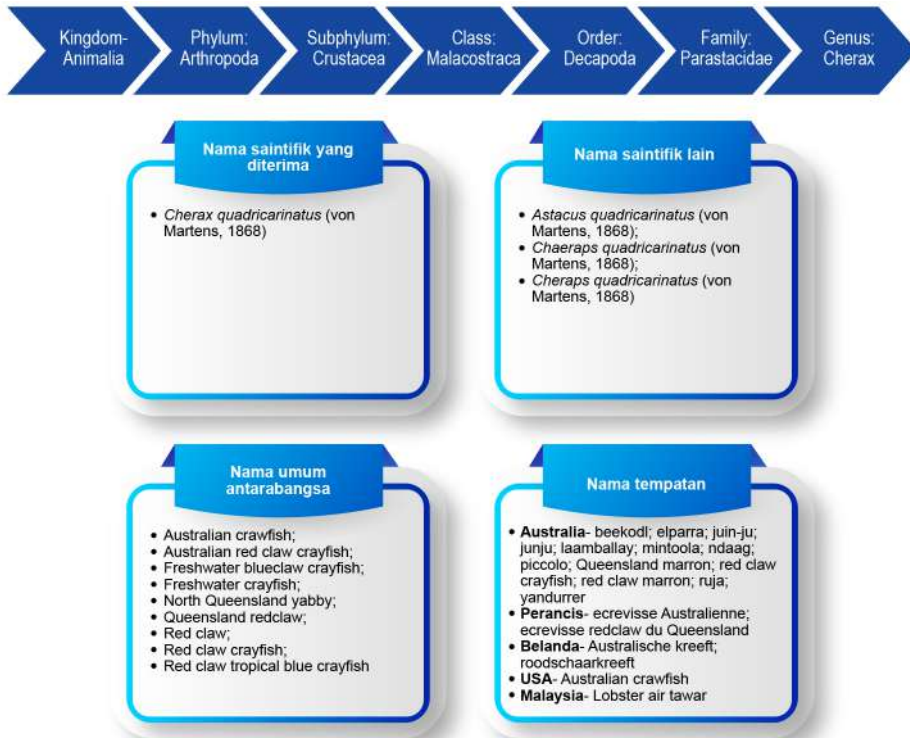 Kingdom-
Animalia
Phylum:
Arthropoda
Subphylum:
Crustacea
Class:
Malacostraca
Order:
Decapoda
Family:
Parastacidae
Genus:
Cherax
Nama saintifik yang
diterima
• Cherax quadricarinatus (von
Martens, 1868)
Nama saintifik lain
• Astacus quadricarinatus (von
Martens, 1868);
• Chaeraps quadricarinatus (von
Martens, 1868);
• Cheraps quadricarinatus (von
Martens, 1868)
Nama umum
antarabangsa
• Australian crawfish;
• Australian red claw crayfish;
• Freshwater blueclaw crayfish;
• Freshwater crayfish;
• North Queensland yabby;
• Queensland redclaw;
• Red claw;
• Red claw crayfish;
• Red claw tropical blue crayfish
Nama tempatan
• Australia- beekodl; elparra; juin-ju;
junju; laamballay; mintoola; ndaag;
piccolo; Queensland marron; red claw
crayfish; red claw marron; ruja;
yandurrer
• Perancis- ecrevisse Australienne;
ecrevisse redclaw du Queensland
• Belanda- Australische kreeft;
roodschaarkreeft
• USA- Australian crawfish
• Malaysia- Lobster air tawar